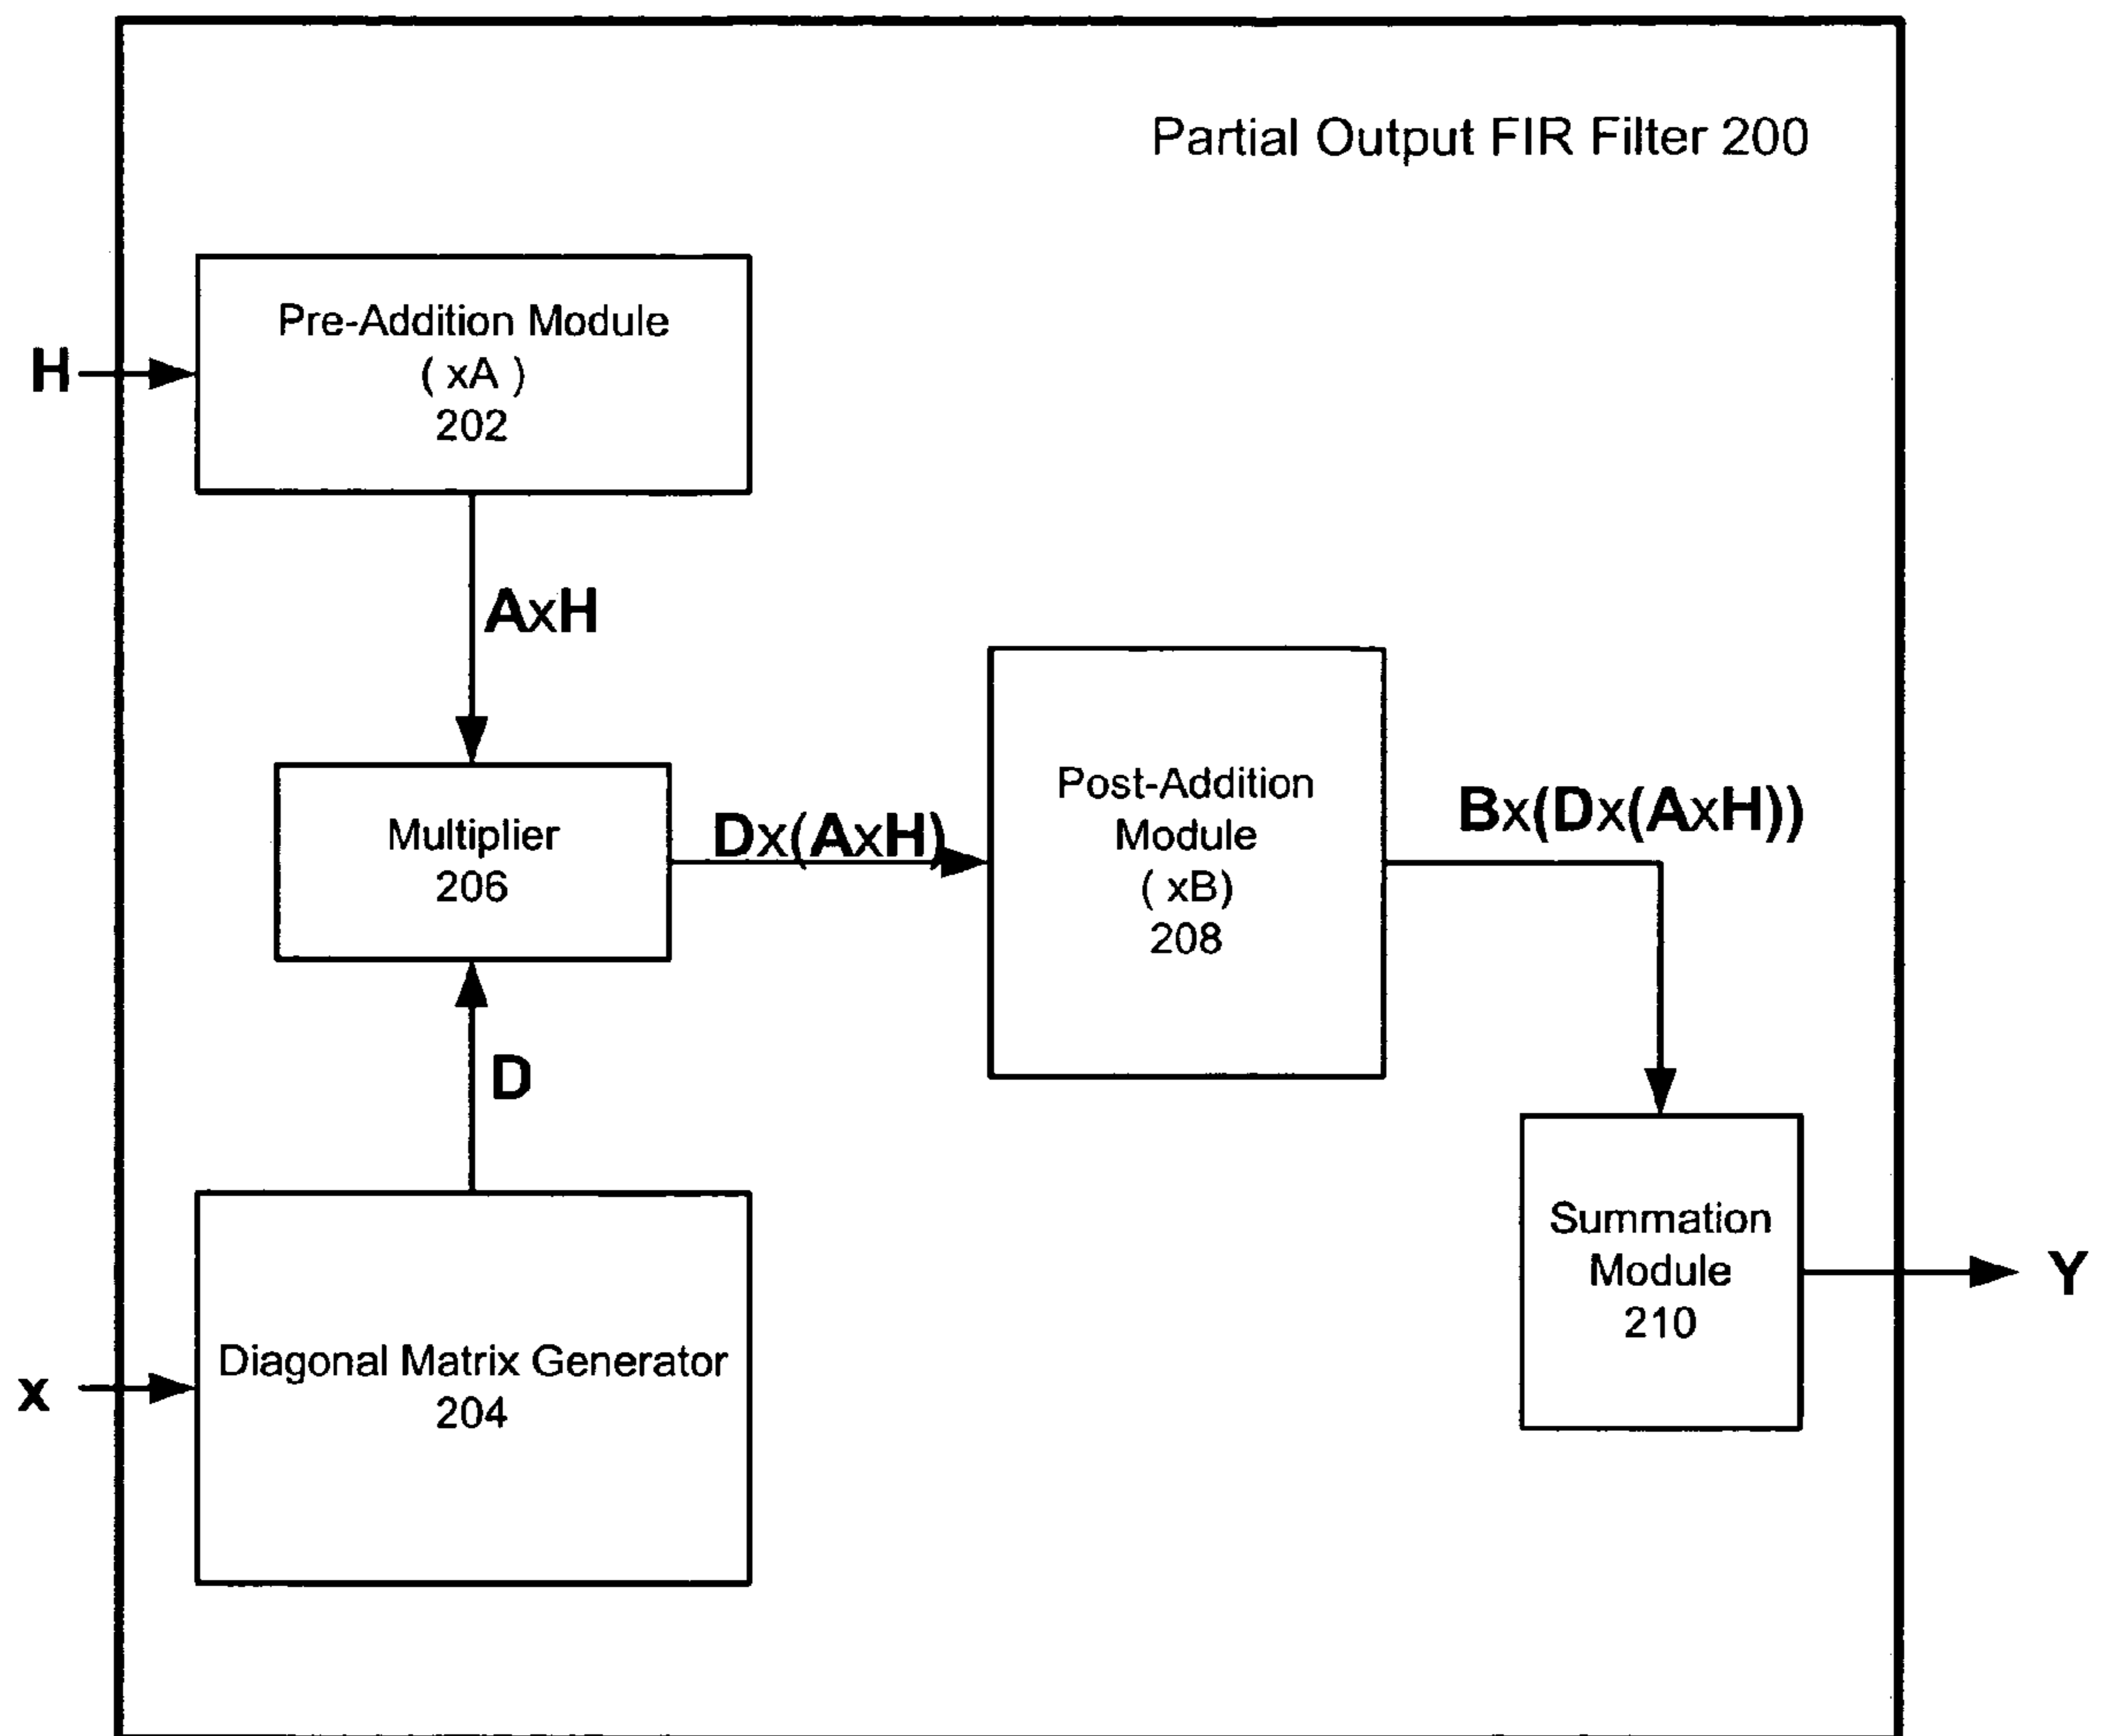 Partial Output FIR Filter 200
Pre-Addition Module
( xA )
202
H
AxH
Multiplier
206
Dx(AxH)
Post-Addition
Module
( xB)
208
Bx(Dx(AxH))
D
Diagonal Matrix Generator
204
x
Summation
Module
210
Y